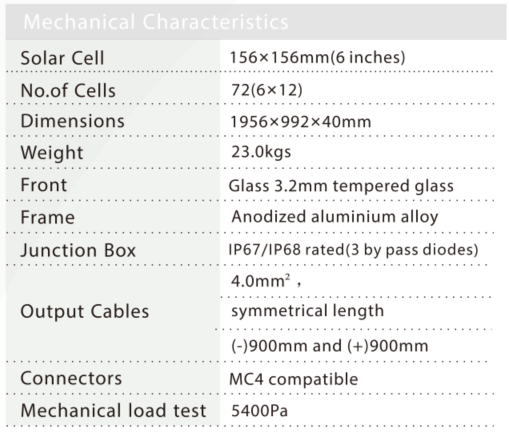 Mechanical Characteristics
Solar Cell 156×156mm(6 inches)
No.of Cells 72(6×12)
Dimensions 1956×992×40mm
Weight 23.0kgs
Front Glass 3.2mm tempered glass
Frame Anodized aluminium alloy
Junction Box IP67/IP68 rated(3 by pass diodes)
4.0mm² ，
Output Cables symmetrical length
(-)900mm and (+)900mm
Connectors MC4 compatible
Mechanical load test 5400Pa